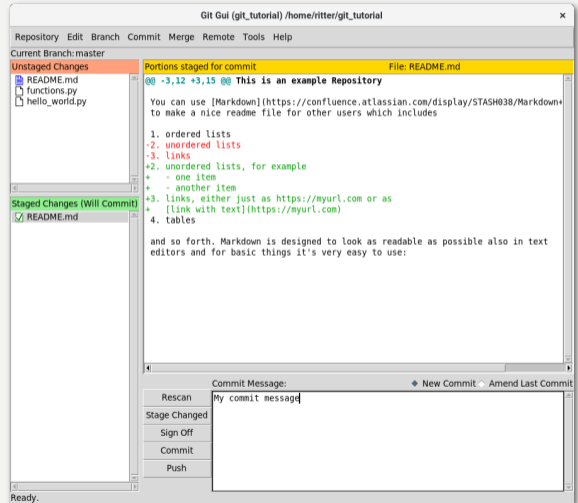 Git Gui (git_tutorial) /home/ritter/git_tutorial
Repository Edit Branch Commit Merge Remote Tools Help
Current Branch: master
Unstaged Changes
README.md
functions.py
hello_world.py
Staged Changes (Will Commit)
README.md
Portions staged for commit File: README.md
@@ -3,12 +3,15 @@ This is an example Repository
You can use [Markdown](https://confluence.atlassian.com/display/STASH038/Markdown+
to make a nice readme file for other users which includes
1. ordered lists
-2. unordered lists
-3. links
+2. unordered lists, for example
+   - one item
+   - another item
+3. links, either just as https://myurl.com or as
+   [link with text](https://myurl.com)
4. tables
and so forth. Markdown is designed to look as readable as possible also in text
editors and for basic things it's very easy to use:
Commit Message: New Commit Amend Last Commit
Rescan
Stage Changed
Sign Off
Commit
Push
My commit message
Ready.